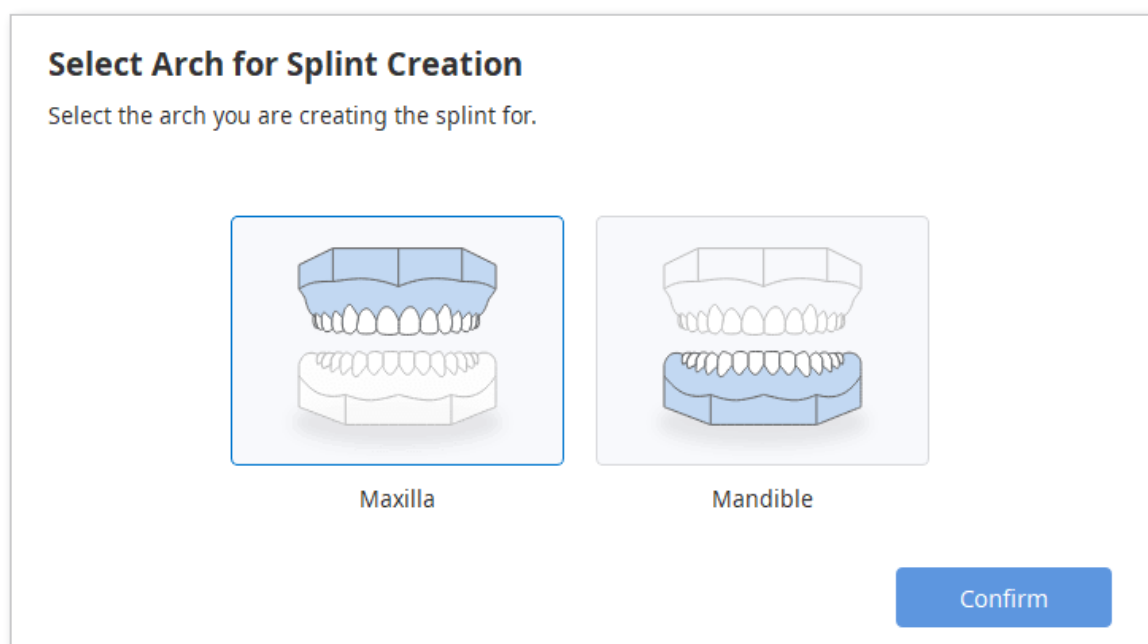 Select Arch for Splint Creation
Select the arch you are creating the splint for.
Maxilla
Mandible
Confirm